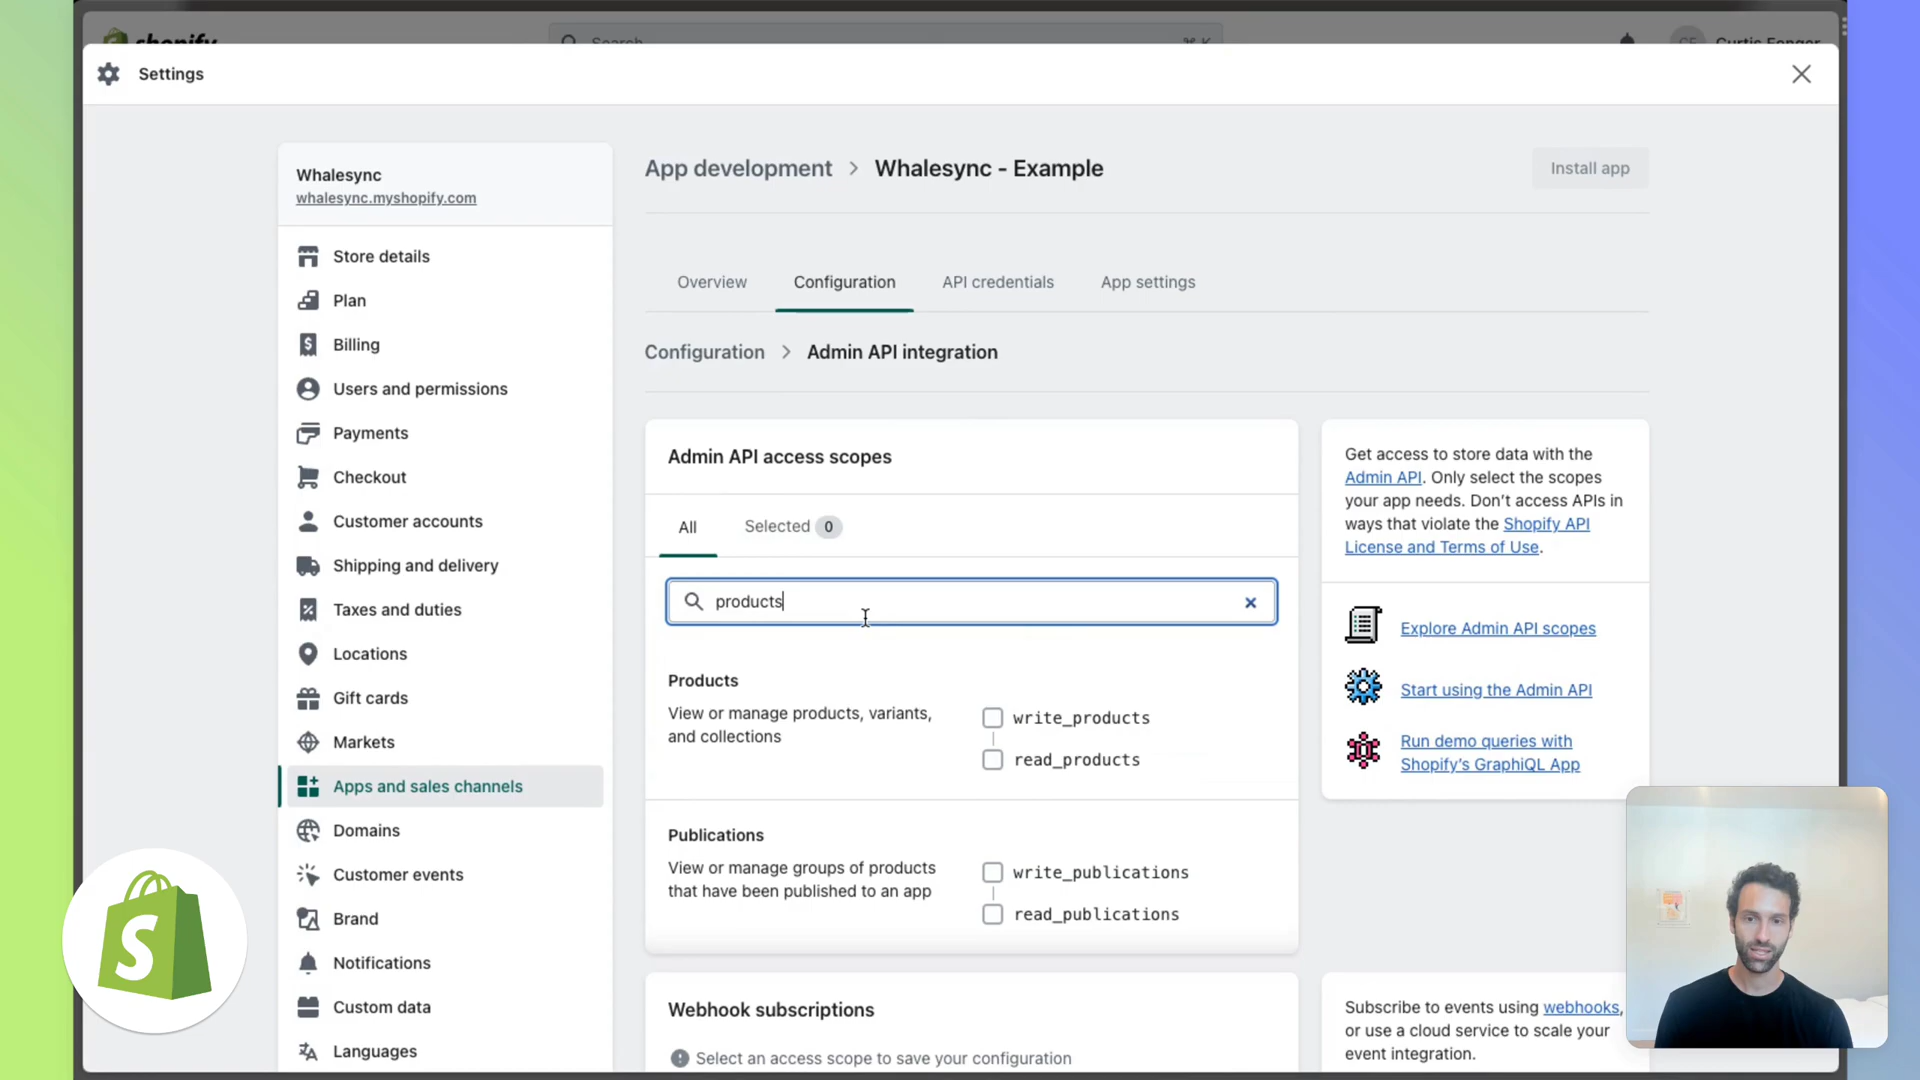 shopify
Search
⌘ K
CF
Curtis Fonger
Settings
Whalesync
whalesync.myshopify.com
Store details
Plan
Billing
Users and permissions
Payments
Checkout
Customer accounts
Shipping and delivery
Taxes and duties
Locations
Gift cards
Markets
Apps and sales channels
Domains
Customer events
Brand
Notifications
Custom data
Languages
App development > Whalesync - Example
Install app
Overview
Configuration
API credentials
App settings
Configuration > Admin API integration
Admin API access scopes
All
Selected 0
products
Products
View or manage products, variants,
and collections
write_products
read_products
Publications
View or manage groups of products
that have been published to an app
write_publications
read_publications
Webhook subscriptions
Select an access scope to save your configuration
Get access to store data with the
Admin API. Only select the scopes
your app needs. Don't access APIs in
ways that violate the Shopify API
License and Terms of Use.
Explore Admin API scopes
Start using the Admin API
Run demo queries with
Shopify's GraphiQL App
Subscribe to events using webhooks,
or use a cloud service to scale your
event integration.